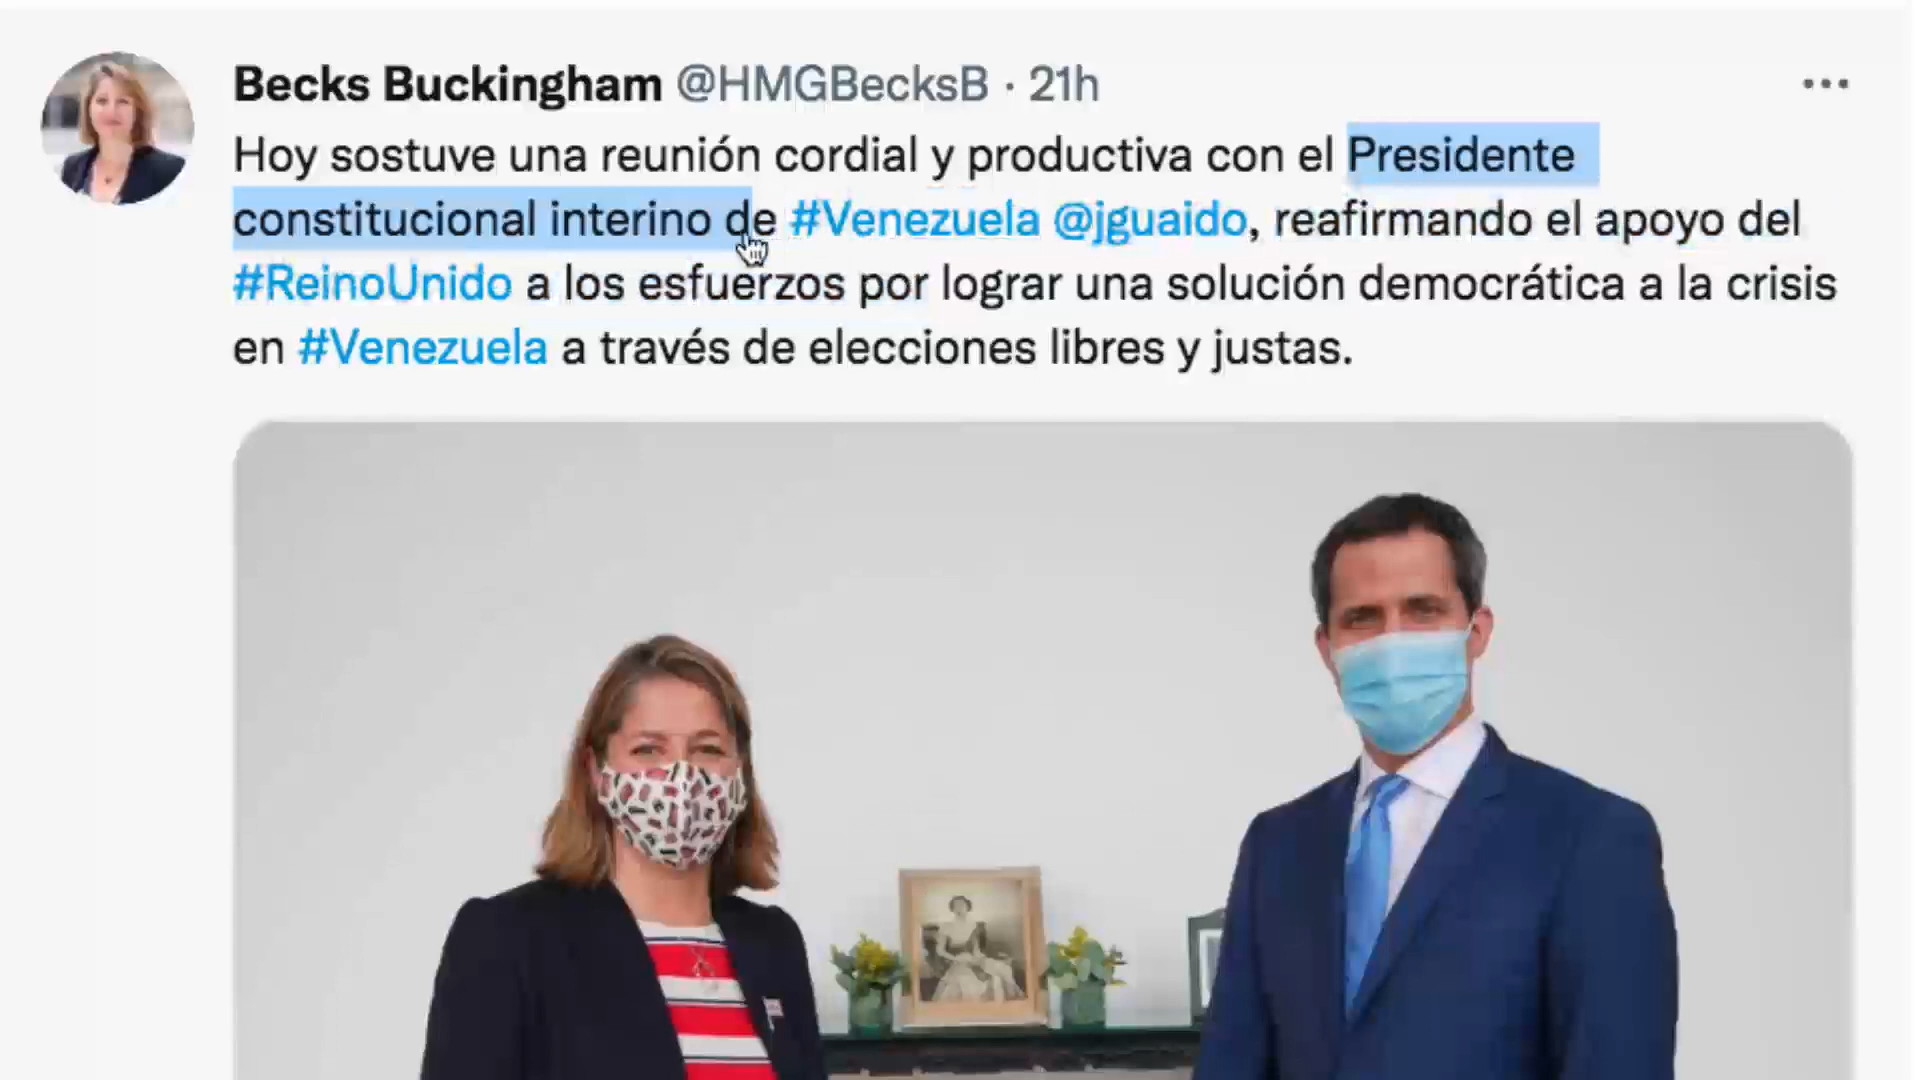 Becks Buckingham @HMGBecksB · 21h
Hoy sostuve una reunión cordial y productiva con el Presidente
constitucional interino de #Venezuela @jguaido, reafirmando el apoyo del
#ReinoUnido a los esfuerzos por lograr una solución democrática a la crisis
en #Venezuela a través de elecciones libres y justas.